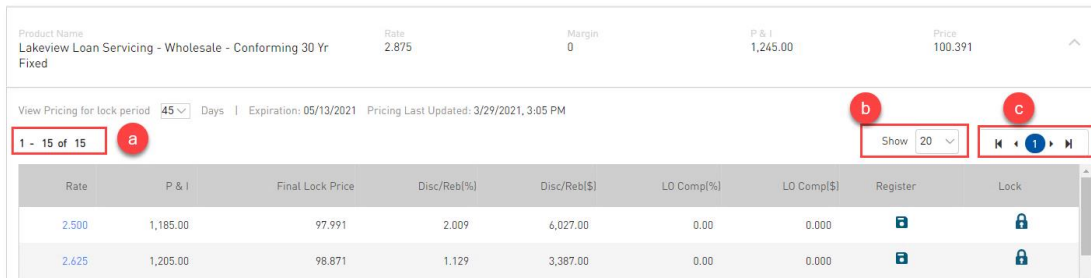 Product Name Rate Margin P & I Price
Lakeview Loan Servicing - Wholesale - Conforming 30 Yr 2.875 0 1,245.00 100.391
Fixed
View Pricing for lock period 45 Days | Expiration: 05/13/2021 Pricing Last Updated: 3/29/2021, 3:05 PM
b c
1 - 15 of 15 a Show 20 1
Rate P & I Final Lock Price Disc/Reb(%) Disc/Reb($) LO Comp(%) LO Comp($) Register Lock
2.500 1,185.00 97.991 2.009 6,027.00 0.00 0.000
2.625 1,205.00 98.871 1.129 3,387.00 0.00 0.000